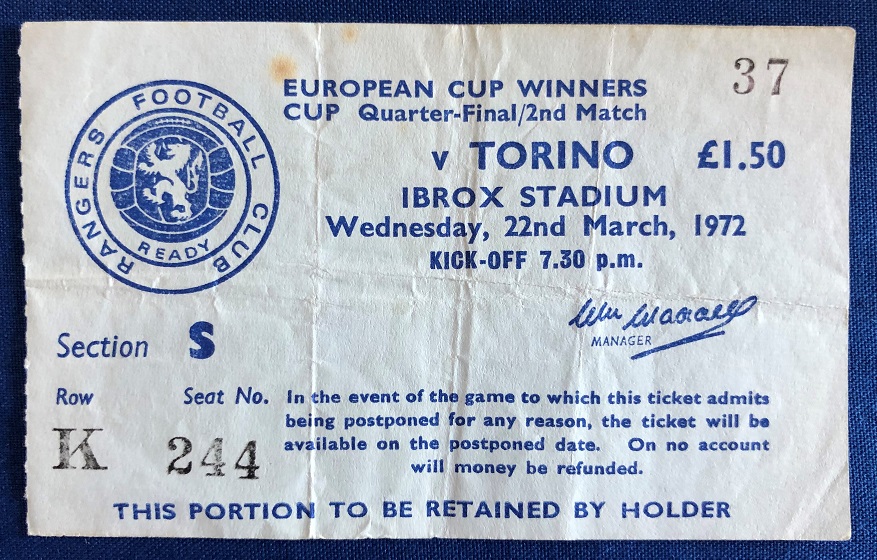 37
EUROPEAN CUP WINNERS
CUP Quarter-Final/2nd Match
v TORINO £1.50
IBROX STADIUM
Wednesday, 22nd March, 1972
KICK-OFF 7.30 p.m.
RANGERS FOOTBALL CLUB
READY
MANAGER
Section S
Row Seat No.
K 244
In the event of the game to which this ticket admits
being postponed for any reason, the ticket will be
available on the postponed date. On no account
will money be refunded.
THIS PORTION TO BE RETAINED BY HOLDER